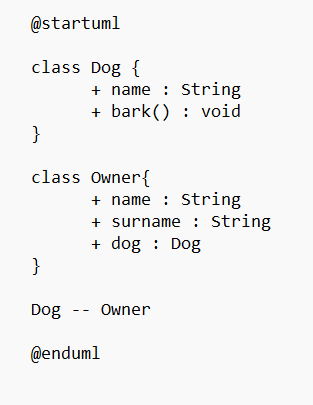 @startuml
class Dog {
+ name : String
+ bark() : void
}
class Owner{
+ name : String
+ surname : String
+ dog : Dog
}
Dog -- Owner
@enduml